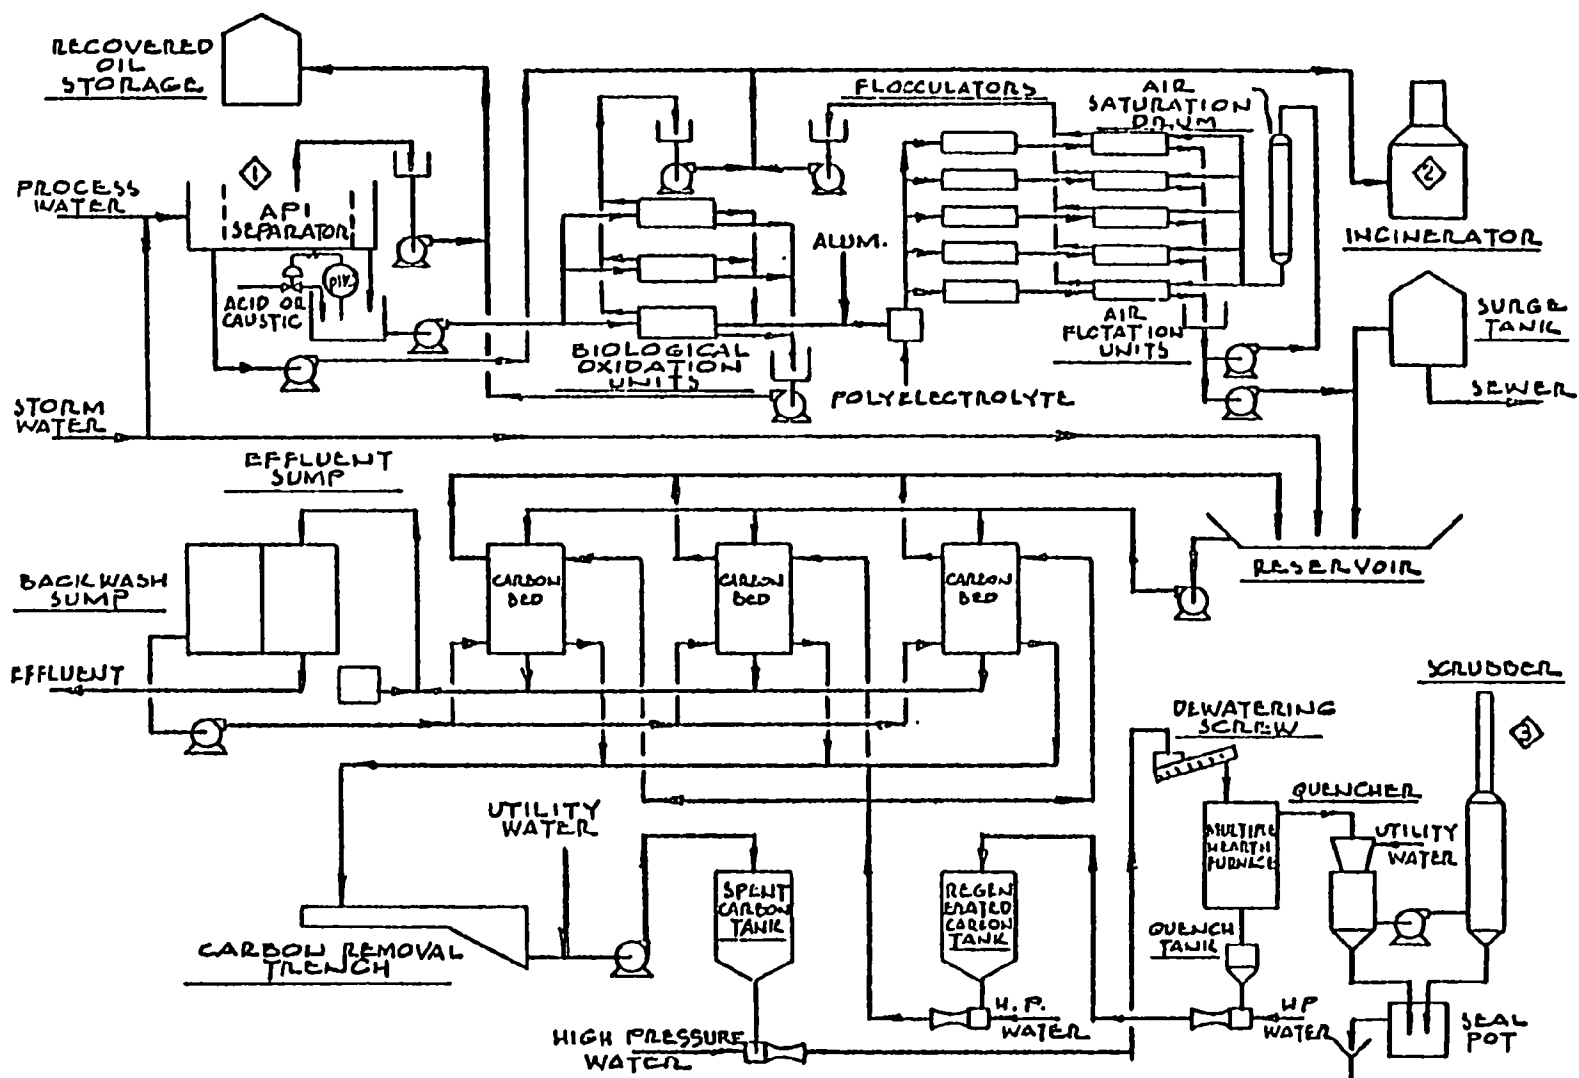 RECOVERED
OIL
STORAGE
FLOCCULATORS
AIR
SATURATION
DRUM
1
2
PROCESS
WATER
API
SEPARATOR
pH
ACID OR
CAUSTIC
ALUM.
INCINERATOR
SURGE
TANK
SEWER
AIR
FLOTATION
UNITS
BIOLOGICAL
OXIDATION
UNITS
POLYELECTROLYTE
STORM
WATER
EFFLUENT
SUMP
BACKWASH
SUMP
CARBON
BED
CARBON
BED
CARBON
BED
RESERVOIR
EFFLUENT
SCRUBBER
3
DEWATERING
SCREW
QUENCHER
UTILITY
WATER
MULTIPLE
HEARTH
FURNACE
UTILITY
WATER
SPENT
CARBON
TANK
REGEN
ERATED
CARBON
TANK
QUENCH
TANK
CARBON REMOVAL
TRENCH
H.P.
WATER
HP
WATER
SEAL
POT
HIGH PRESSURE
WATER